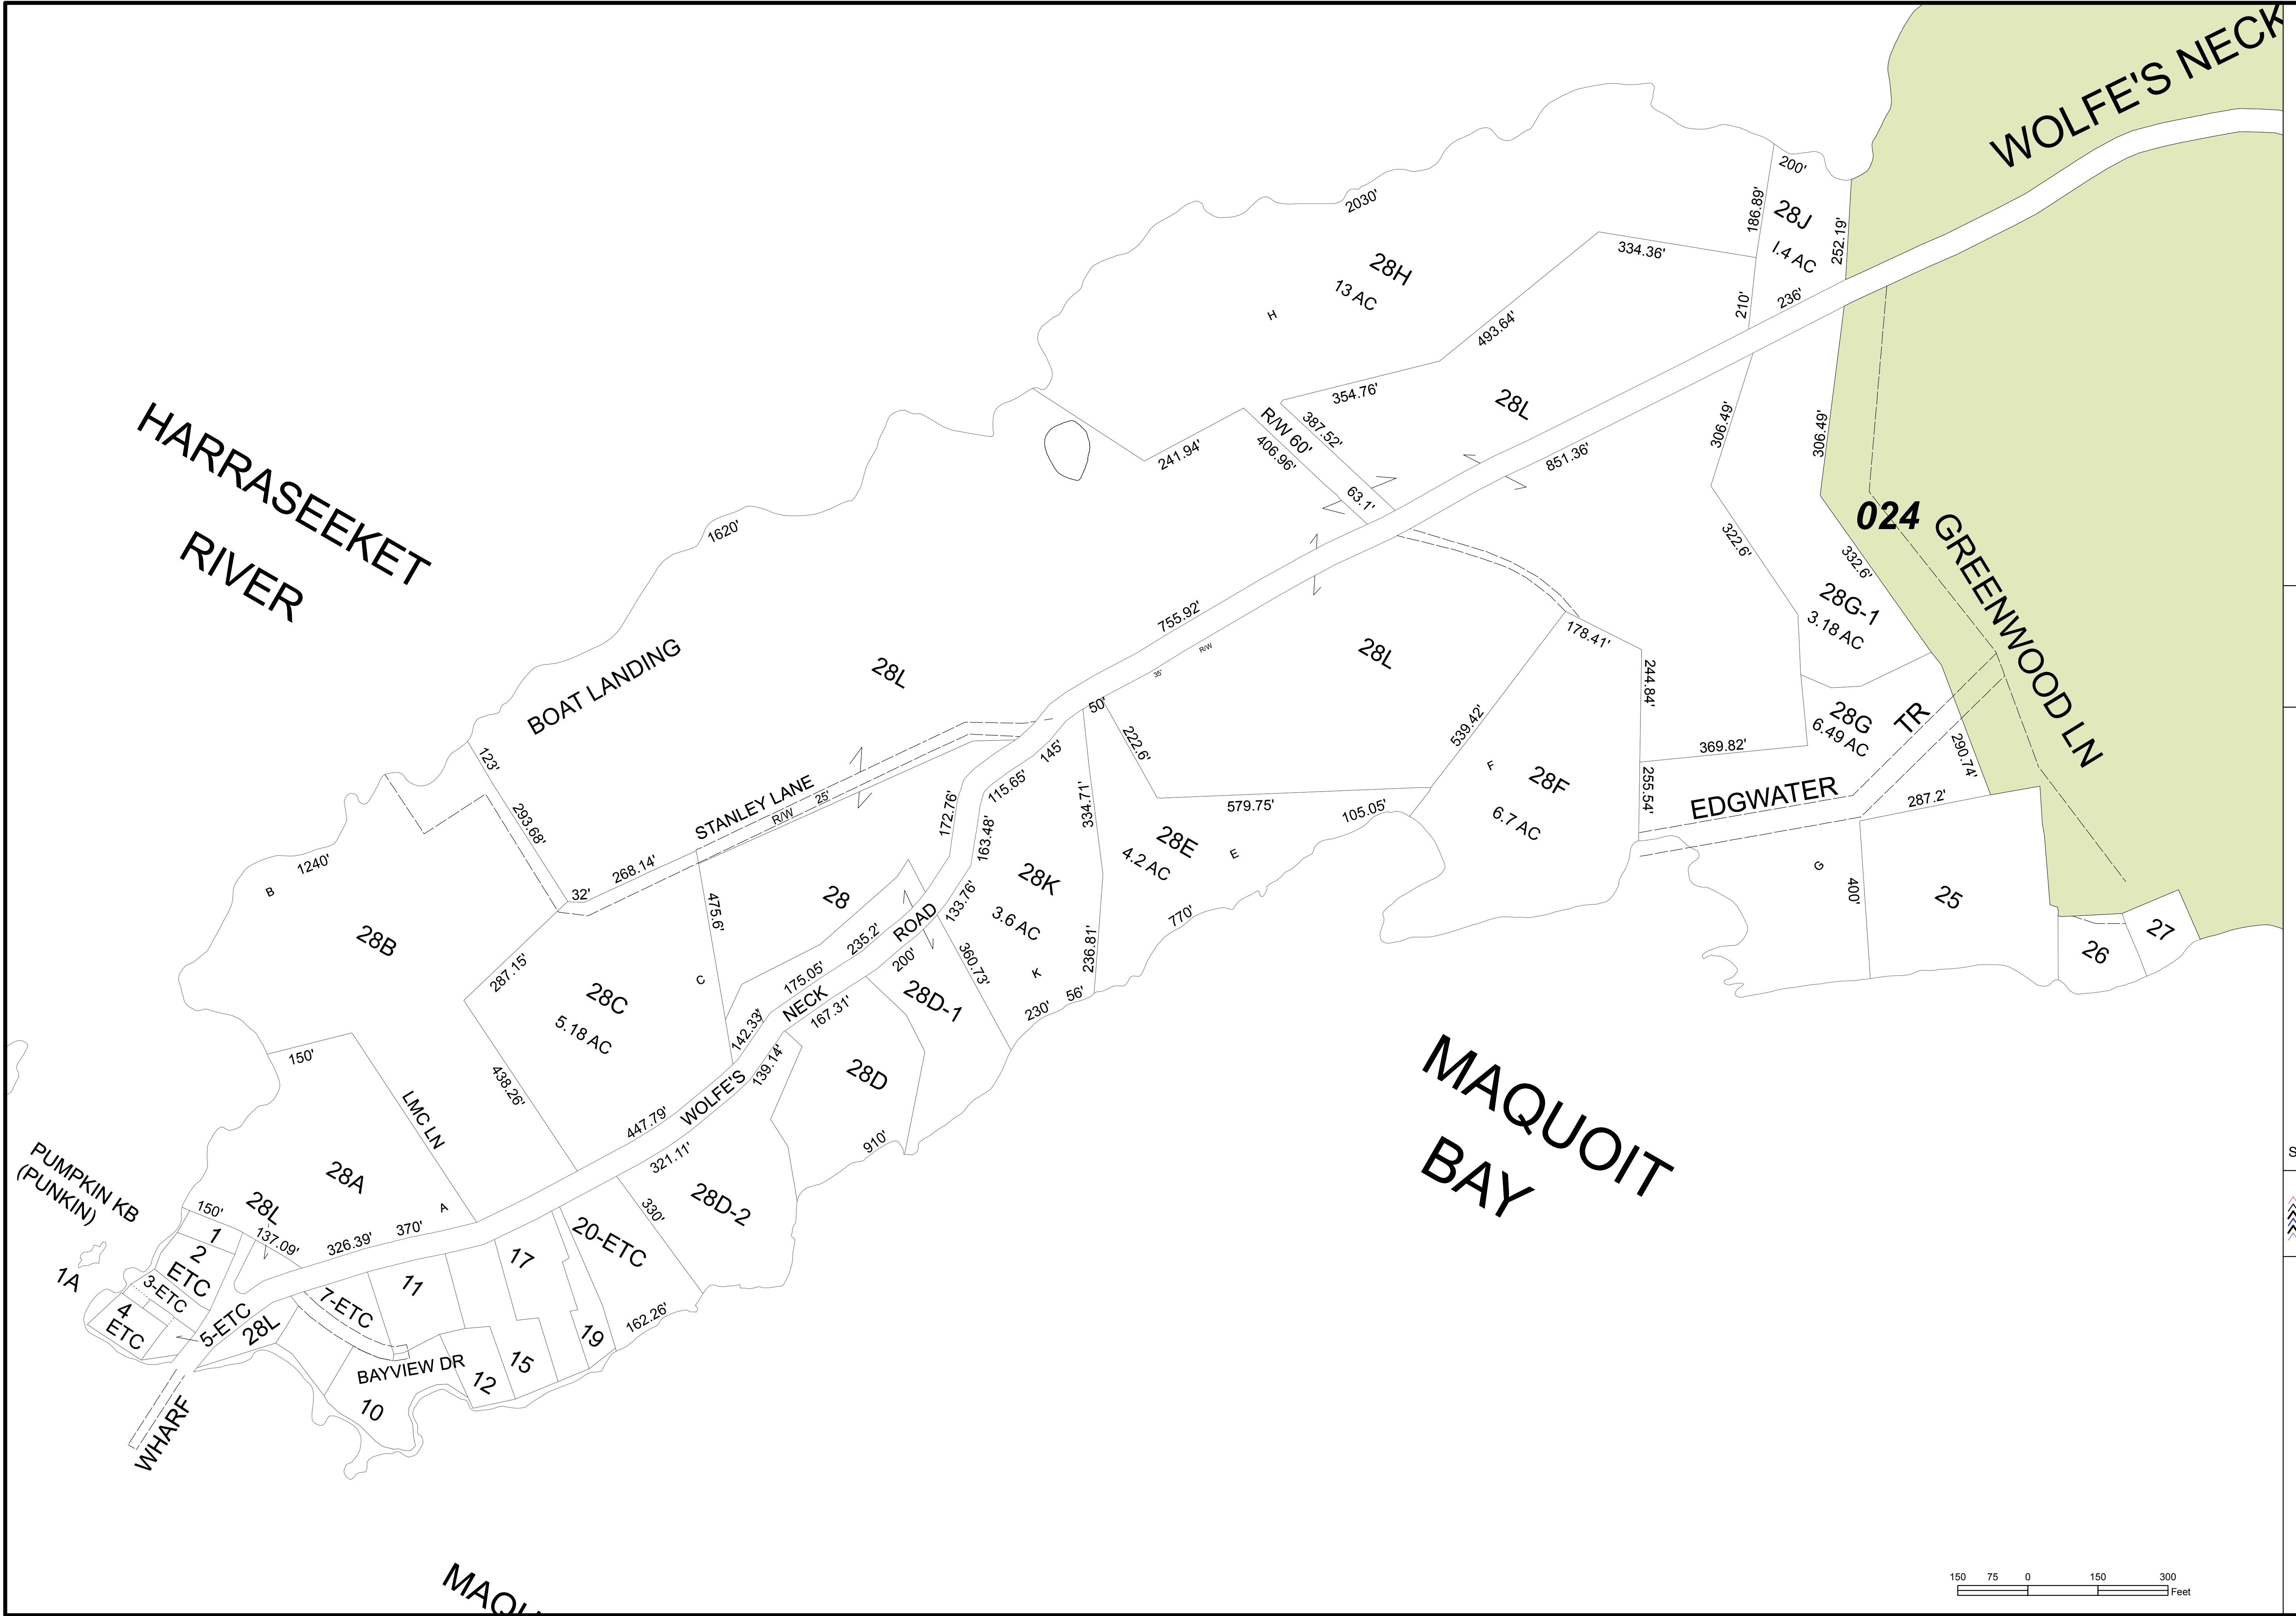 WOLFE'S NECK
200'
186.89'
28J
1.4 AC
252.19'
2030'
28H
13 AC
H
334.36'
210'
236'
493.64'
354.76'
28L
R/W 60'
387.52'
406.96'
241.94'
63.1'
851.36'
306.49'
306.49'
HARRASEEKET
RIVER
024
GREENWOOD LN
322.6'
332.6'
28G-1
3.18 AC
1620'
BOAT LANDING
28L
755.92'
R/W
35'
28L
178.41'
244.84'
50'
222.6'
145'
539.42'
28G
6.49 AC
TR
290.74'
369.82'
123'
293.68'
STANLEY LANE
R/W
25'
115.65'
172.76'
163.48'
334.71'
579.75'
105.05'
F
28F
6.7 AC
255.54'
EDGWATER
287.2'
1240'
B
28B
32'
268.14'
475.6'
28
28E
4.2 AC
E
28K
3.6 AC
K
133.76'
G
400'
25
26
27
287.15'
28C
5.18 AC
C
235.2'
175.05'
ROAD
200'
NECK
142.33'
167.31'
28D-1
360.73'
236.81'
770'
56'
230'
150'
438.26'
LMC LN
139.14'
WOLFE'S
28D
910'
MAQUOIT
BAY
447.79'
321.11'
28D-2
330'
PUMPKIN KB
(PUNKIN)
28A
A
28L
150'
137.09'
326.39'
370'
1
2
ETC
3-ETC
4
ETC
1A
5-ETC
28L
7-ETC
11
17
20-ETC
19
162.26'
BAYVIEW DR
12
15
10
WHARF
S
150 75 0 150 300
Feet